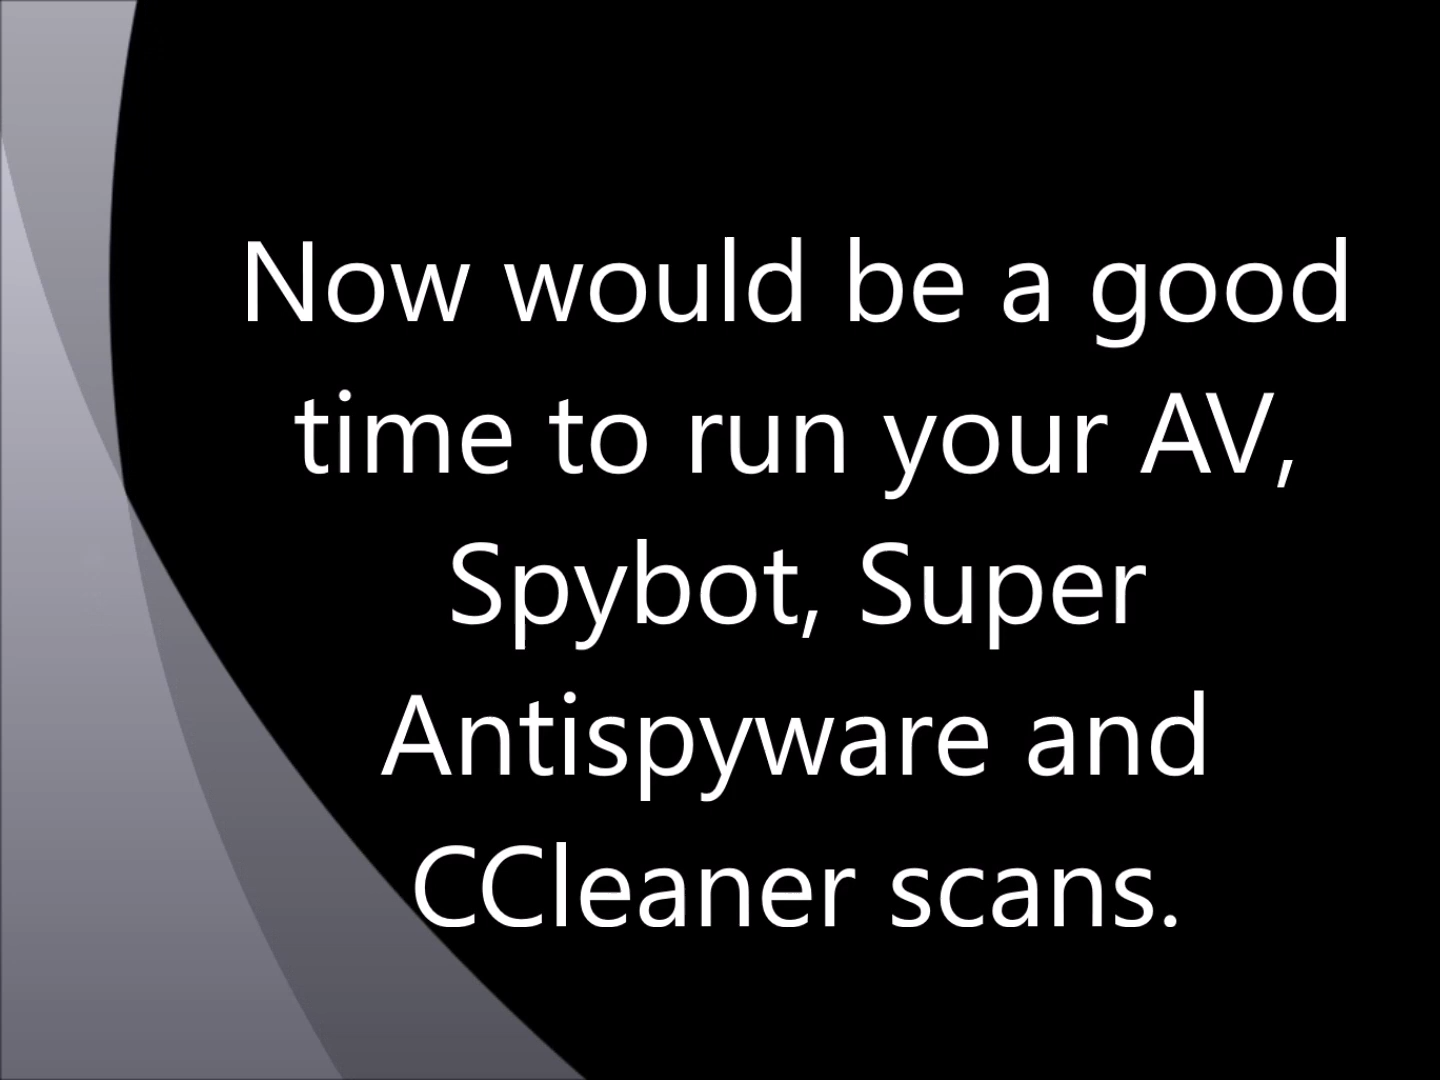 Now would be a good
time to run your AV,
Spybot, Super
Antispyware and
CCleaner scans.